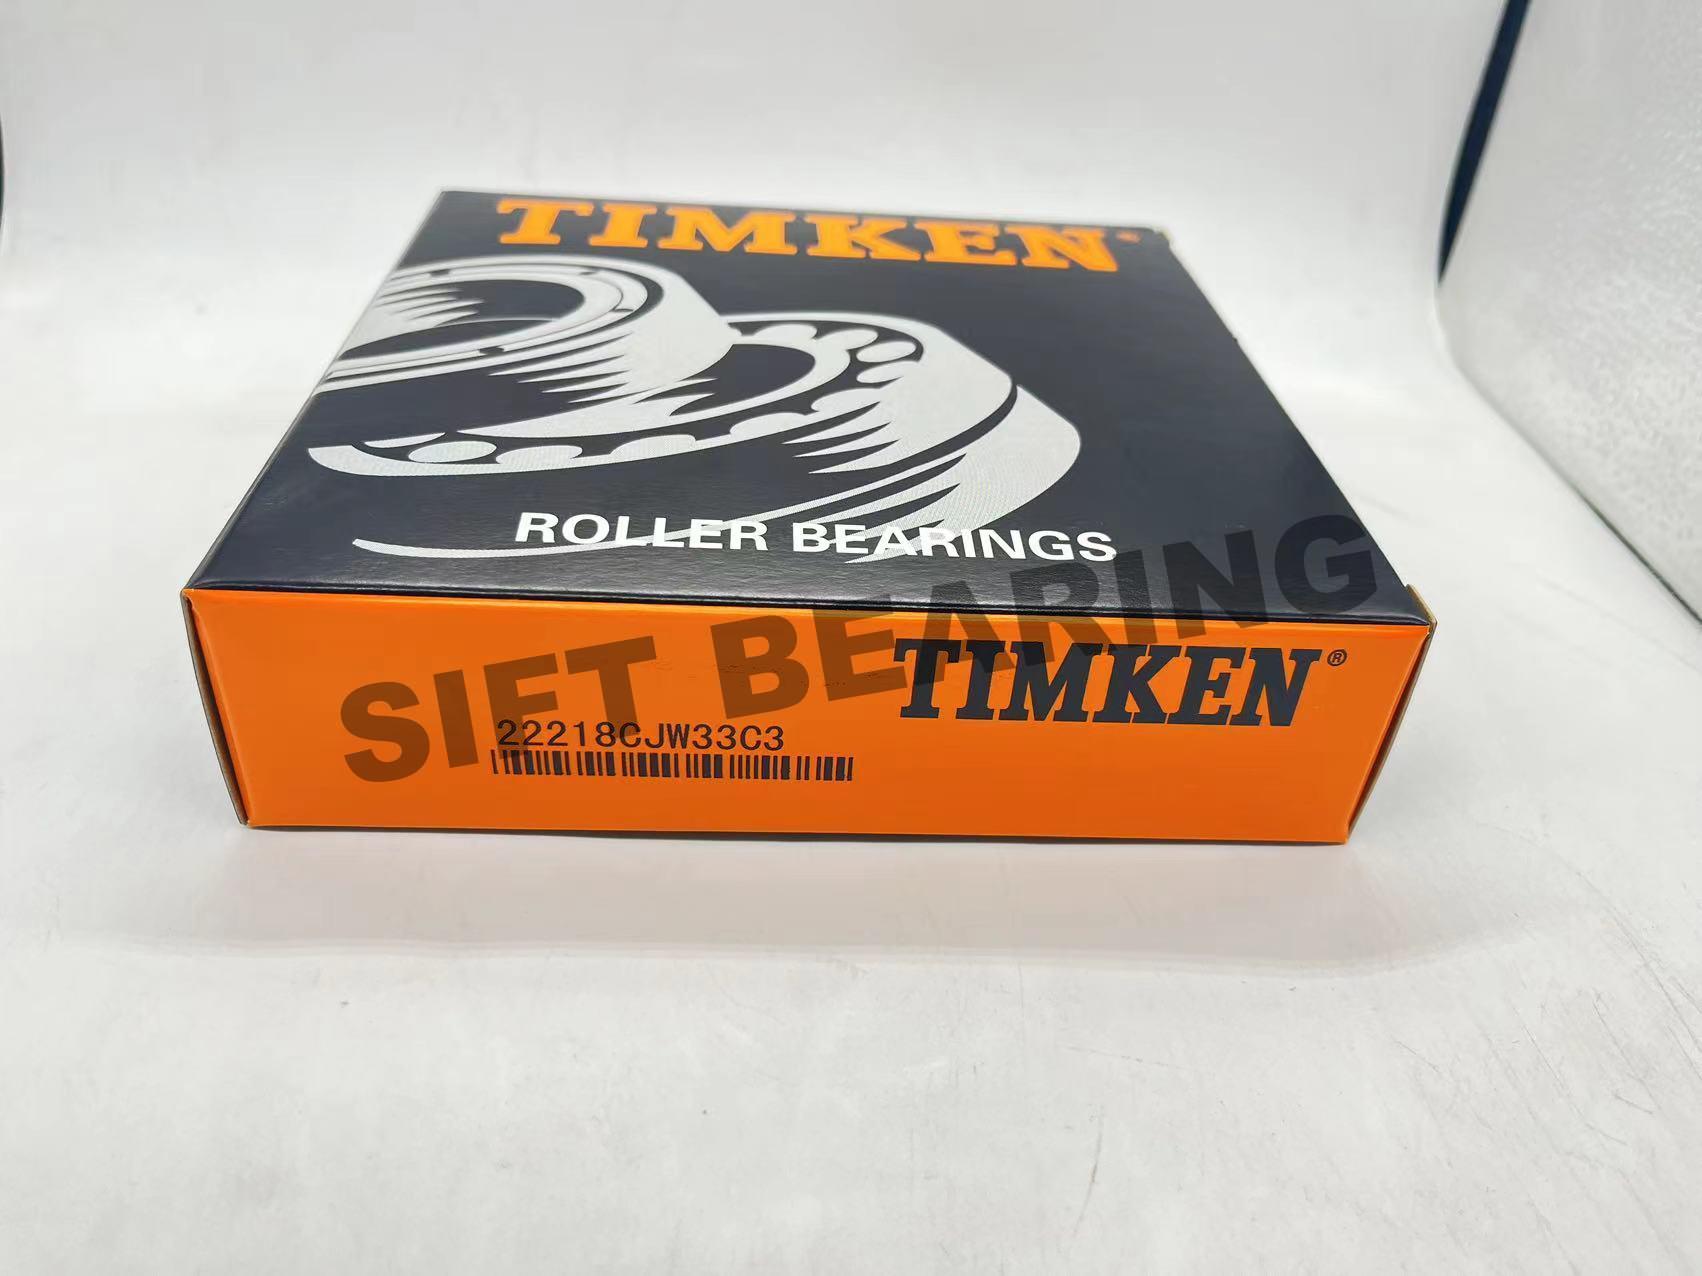 TIMKEN®
ROLLER BEARINGS
SIFT BEARING
TIMKEN®
22218CJW33C3